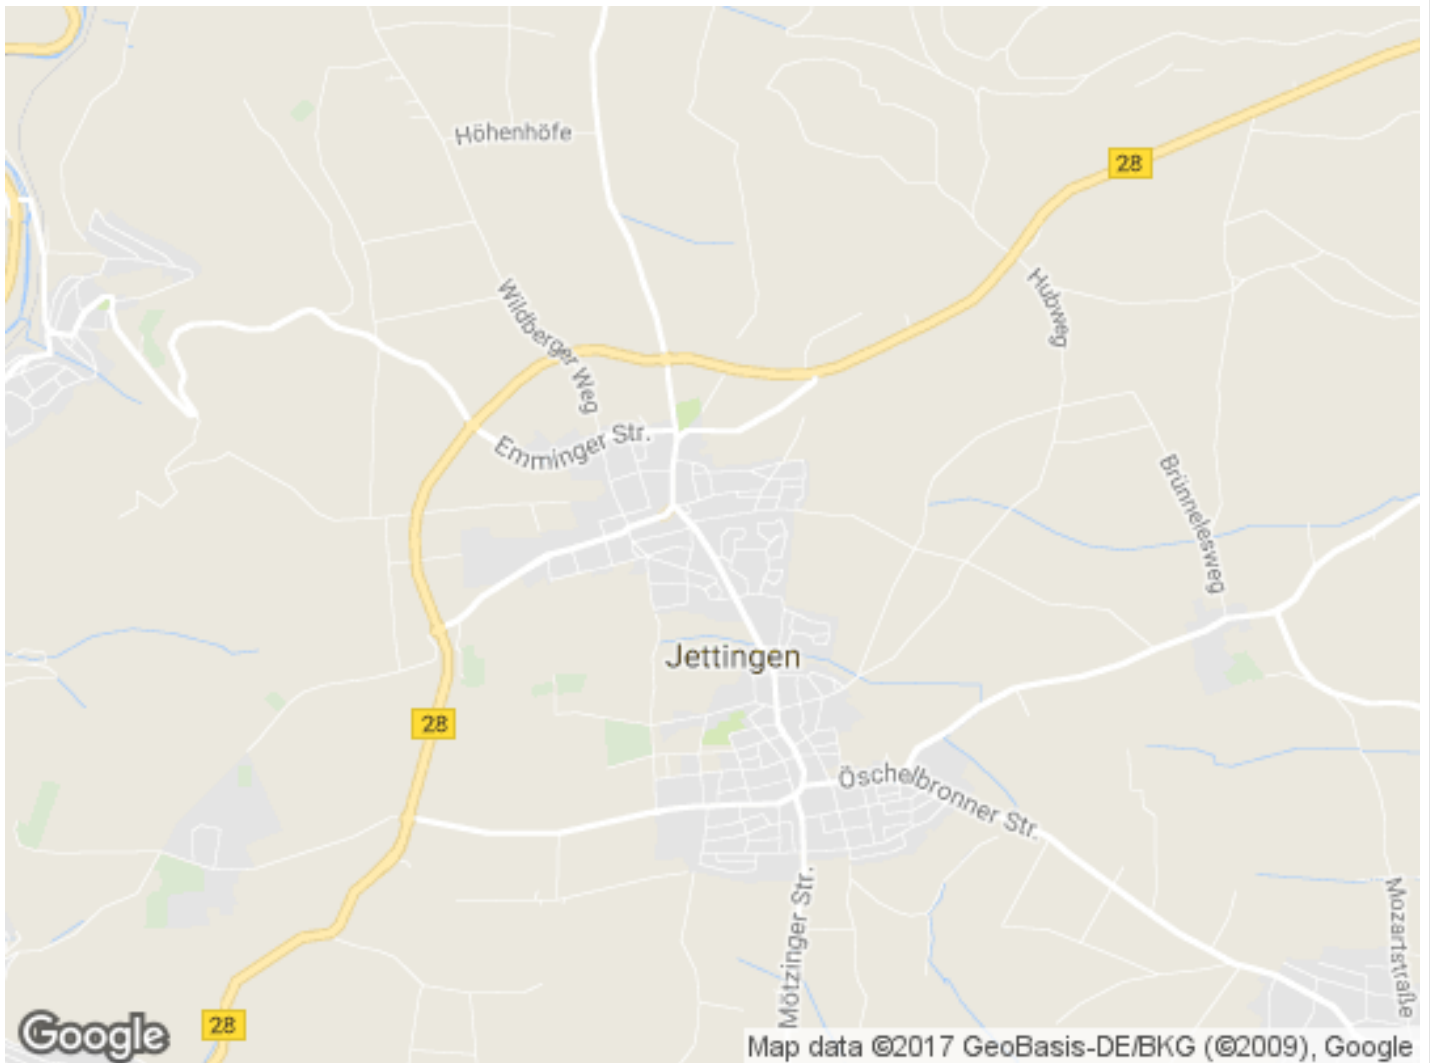 Höhenhöfe
28
Hubweg
Wildberger Weg
Emminger Str.
Brünnelesweg
Jettingen
28
Öschelbronner Str.
Mötzinger Str.
Mozartstraße
28
Google
Map data ©2017 GeoBasis-DE/BKG (©2009), Google